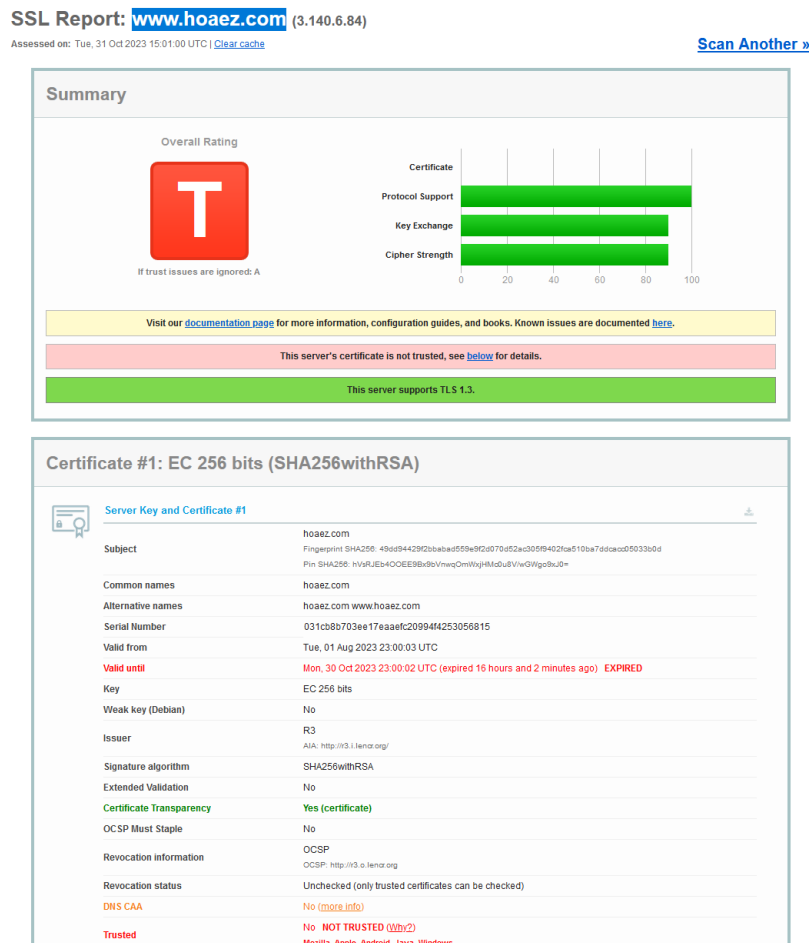 SSL Report: www.hoaez.com (3.140.6.84)
Assessed on: Tue, 31 Oct 2023 15:01:00 UTC | Clear cache
Scan Another »
Summary
Overall Rating
T
If trust issues are ignored: A
Certificate
Protocol Support
Key Exchange
Cipher Strength
0 20 40 60 80 100
Visit our documentation page for more information, configuration guides, and books. Known issues are documented here.
This server's certificate is not trusted, see below for details.
This server supports TLS 1.3.
Certificate #1: EC 256 bits (SHA256withRSA)
Server Key and Certificate #1
Subject
hoaez.com
Fingerprint SHA256: 49dd94429f2bbabad559e9f2d070d52ac305f9402fca510ba7ddcacc05033b0d
Pin SHA256: hVsRJEb4OOEE9Bx9bVnwqOmWxjHMc0u8V/wGWgo9xJ0=
Common names hoaez.com
Alternative names hoaez.com www.hoaez.com
Serial Number 031cb8b703ee17eaaefc20994f4253056815
Valid from Tue, 01 Aug 2023 23:00:03 UTC
Valid until Mon, 30 Oct 2023 23:00:02 UTC (expired 16 hours and 2 minutes ago) EXPIRED
Key EC 256 bits
Weak key (Debian) No
Issuer
R3
AIA: http://r3.i.lencr.org/
Signature algorithm SHA256withRSA
Extended Validation No
Certificate Transparency Yes (certificate)
OCSP Must Staple No
Revocation information
OCSP
OCSP: http://r3.o.lencr.org
Revocation status Unchecked (only trusted certificates can be checked)
DNS CAA No (more info)
Trusted
No NOT TRUSTED (Why?)
Mozilla Apple Android Java Windows